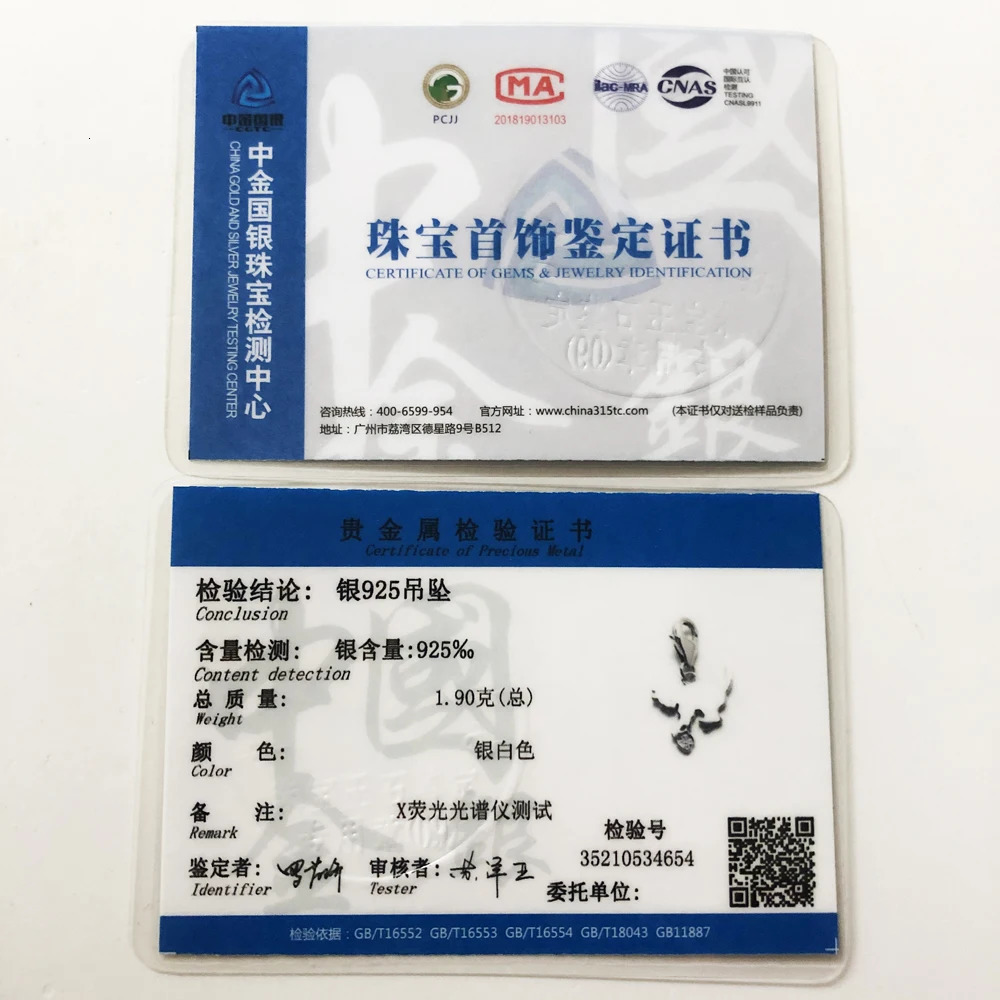 PCJJ
MA
201819013103
ilac-MRA
CNAS
中国认可
国际互认
检测
TESTING
CNASL8911
中金国银
CGTC
中金国银珠宝检测中心
CHINA GOLD AND SILVER JEWELRY TESTING CENTER
珠宝首饰鉴定证书
CERTIFICATE OF GEMS & JEWELRY IDENTIFICATION
咨询热线：400-6599-954 官方网址：www.china315tc.com (本证书仅对送检样品负责)
地址：广州市荔湾区德星路9号B512
贵金属检验证书
Certificate of Precious Metal
检验结论: 银925吊坠
Conclusion
含量检测: 银含量:925‰
Content detection
总质量: 1.90克(总)
Weight
颜色: 银白色
Color
备注: X荧光光谱仪测试
Remark
检验号
35210534654
鉴定者: 审核者:
Identifier Tester
委托单位:
检验依据：GB/T16552 GB/T16553 GB/T16554 GB/T18043 GB11887